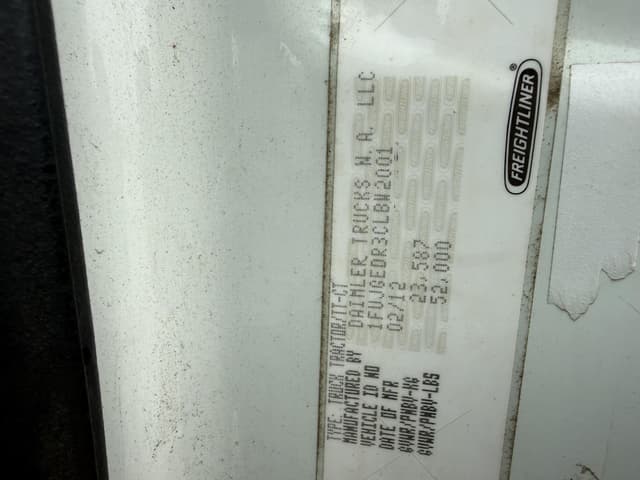 FREIGHTLINER
TYPE: TRUCK TRACTOR/TT-CT
MANUFACTURED BY DAIMLER TRUCKS N.A. LLC
VEHICLE ID NO 1FUJGEDR3CLBW2001
DATE OF MFR 02/12
GVWR/PNBV-KG 23,587
GVWR/PNBV-LBS 52,000